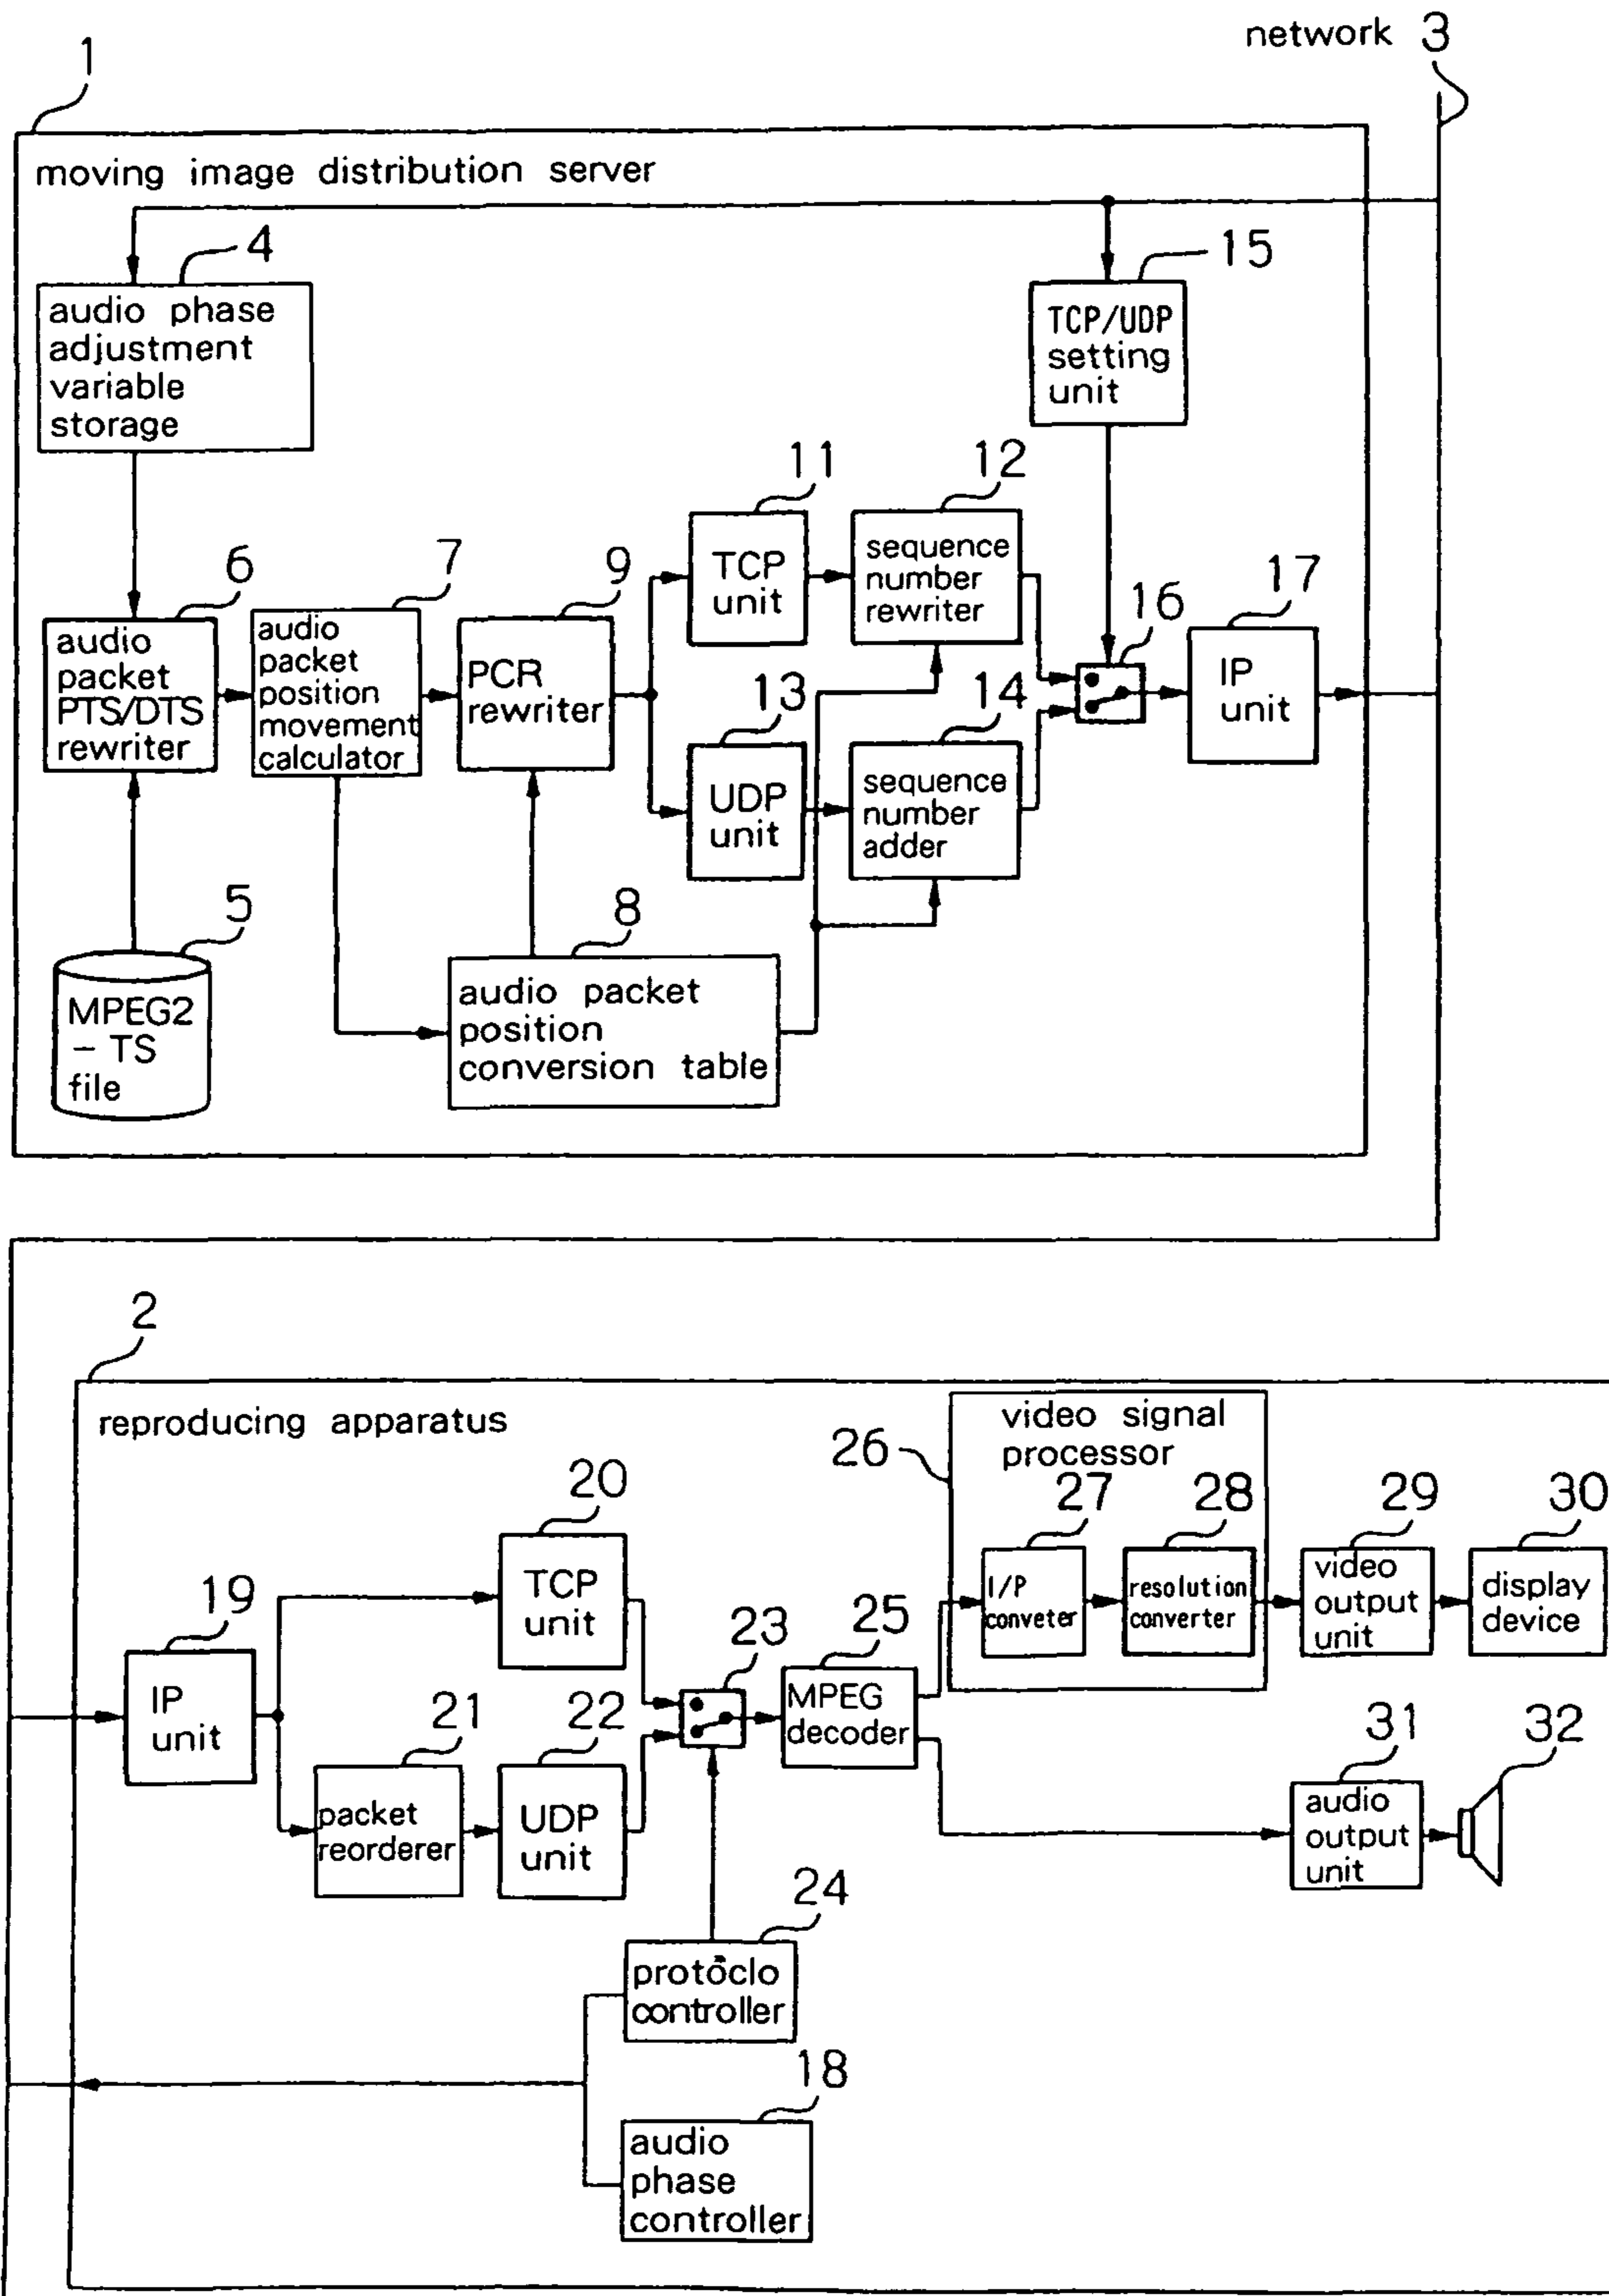 network 3
1
moving image distribution server
4
audio phase
adjustment
variable
storage
15
TCP/UDP
setting
unit
11
TCP
unit
12
sequence
number
rewriter
6
audio
packet
PTS/DTS
rewriter
7
audio
packet
position
movement
calculator
9
PCR
rewriter
16
17
IP
unit
13
UDP
unit
14
sequence
number
adder
5
MPEG2
- TS
file
8
audio packet
position
conversion table
2
reproducing apparatus
26
video signal
processor
27
I/P
conveter
28
resolution
converter
29
video
output
unit
30
display
device
20
TCP
unit
19
IP
unit
21
packet
reorderer
22
UDP
unit
23
25
MPEG
decoder
31
audio
output
unit
32
24
protoclo
controller
18
audio
phase
controller